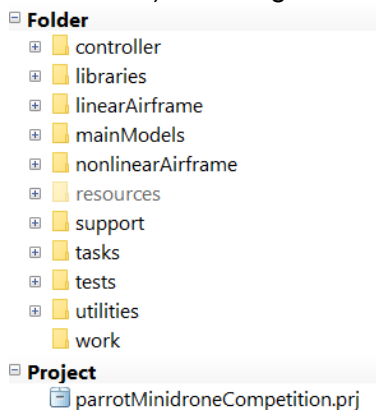 Folder
controller
libraries
linearAirframe
mainModels
nonlinearAirframe
resources
support
tasks
tests
utilities
work
Project
parrotMinidroneCompetition.prj